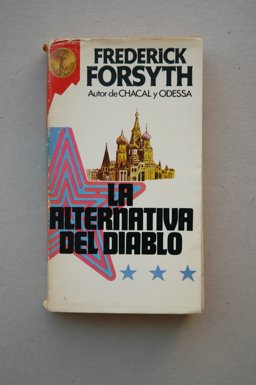 FREDERICK
FORSYTH
Autor de CHACAL y ODESSA
LA
ALTERNATIVA
DEL DIABLO